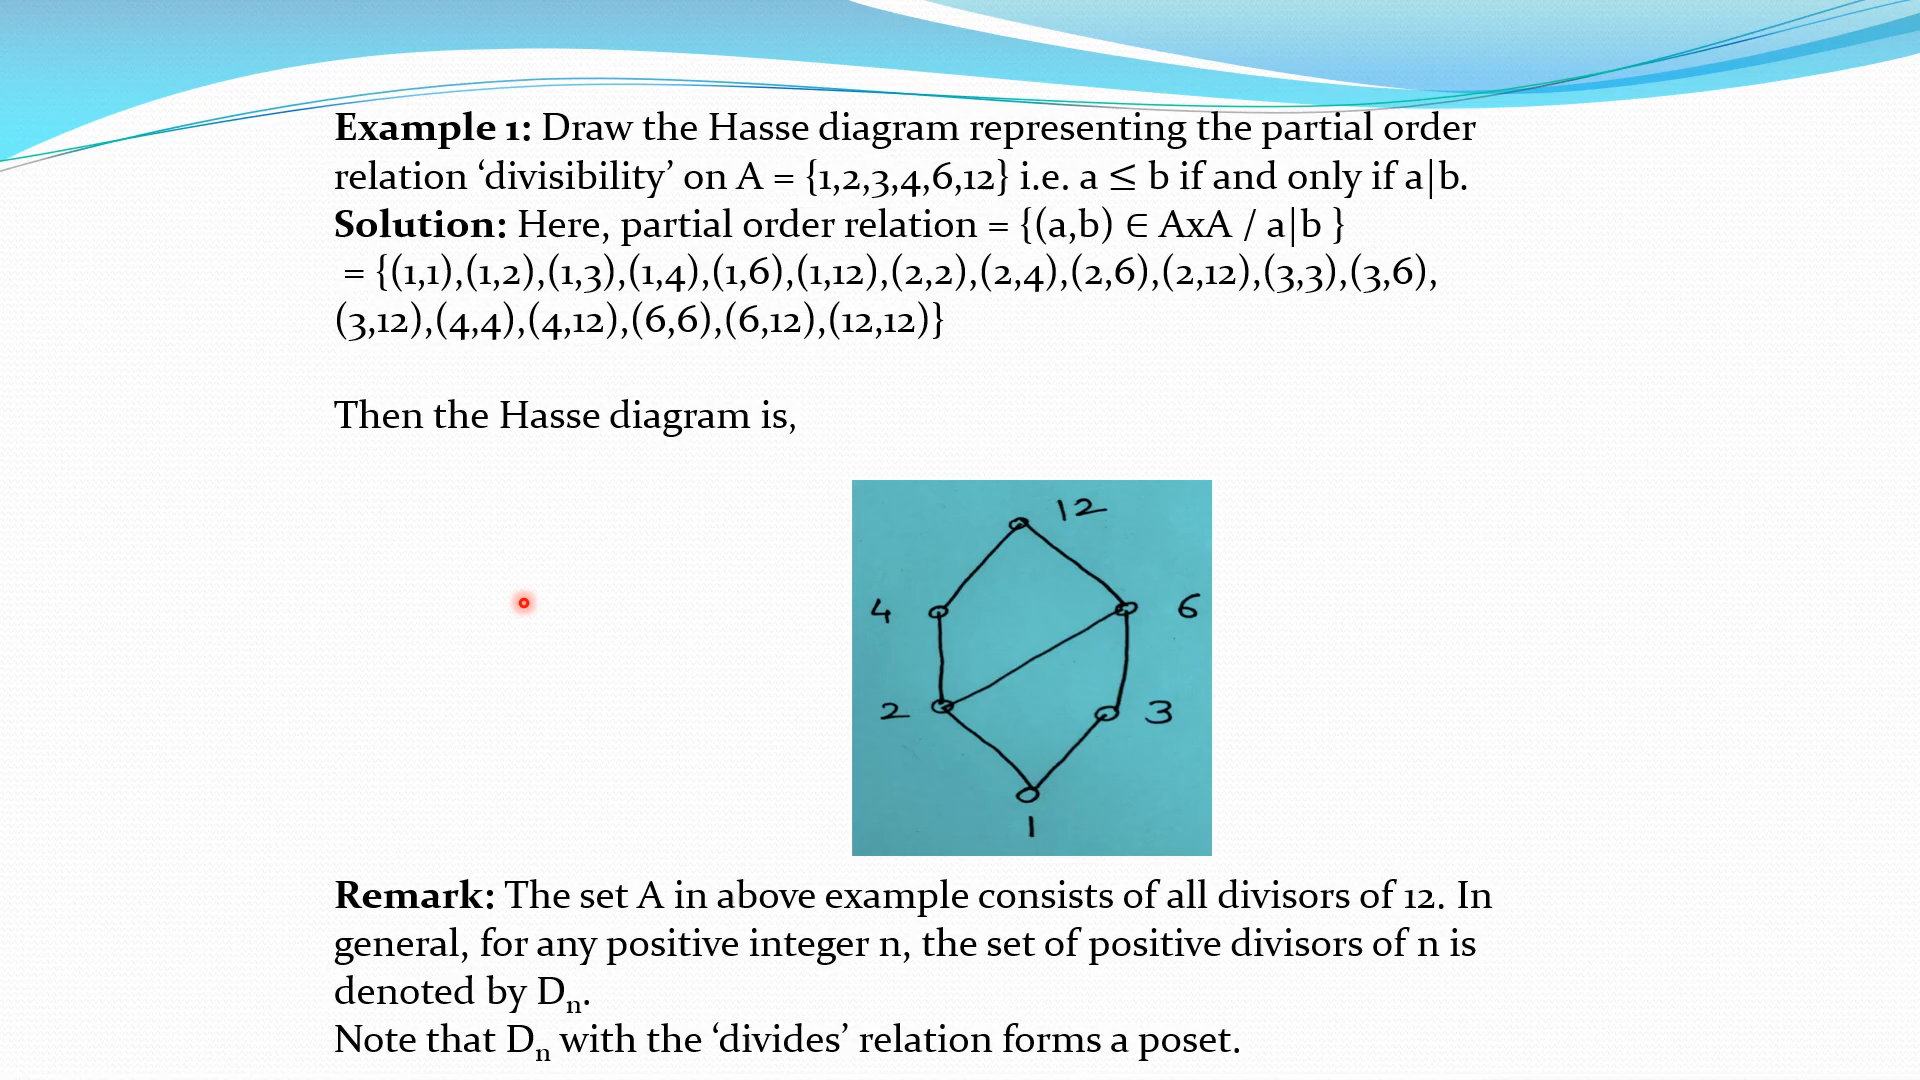 Example 1: Draw the Hasse diagram representing the partial order
relation ‘divisibility’ on A = {1,2,3,4,6,12} i.e. a ≤ b if and only if a|b.
Solution: Here, partial order relation = {(a,b) ∈ AxA / a|b }
= {(1,1),(1,2),(1,3),(1,4),(1,6),(1,12),(2,2),(2,4),(2,6),(2,12),(3,3),(3,6),
(3,12),(4,4),(4,12),(6,6),(6,12),(12,12)}
Then the Hasse diagram is,
12
4 6
2 3
1
Remark: The set A in above example consists of all divisors of 12. In
general, for any positive integer n, the set of positive divisors of n is
denoted by Dn.
Note that Dn with the ‘divides’ relation forms a poset.